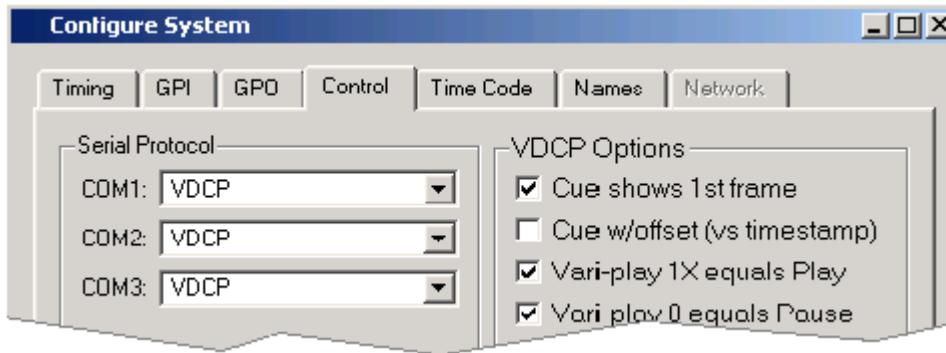 Configure System
Timing GPI GPO Control Time Code Names Network
Serial Protocol
COM1: VDCP
COM2: VDCP
COM3: VDCP
VDCP Options
Cue shows 1st frame
Cue w/offset (vs timestamp)
Vari-play 1X equals Play
Vari play 0 equals Pause